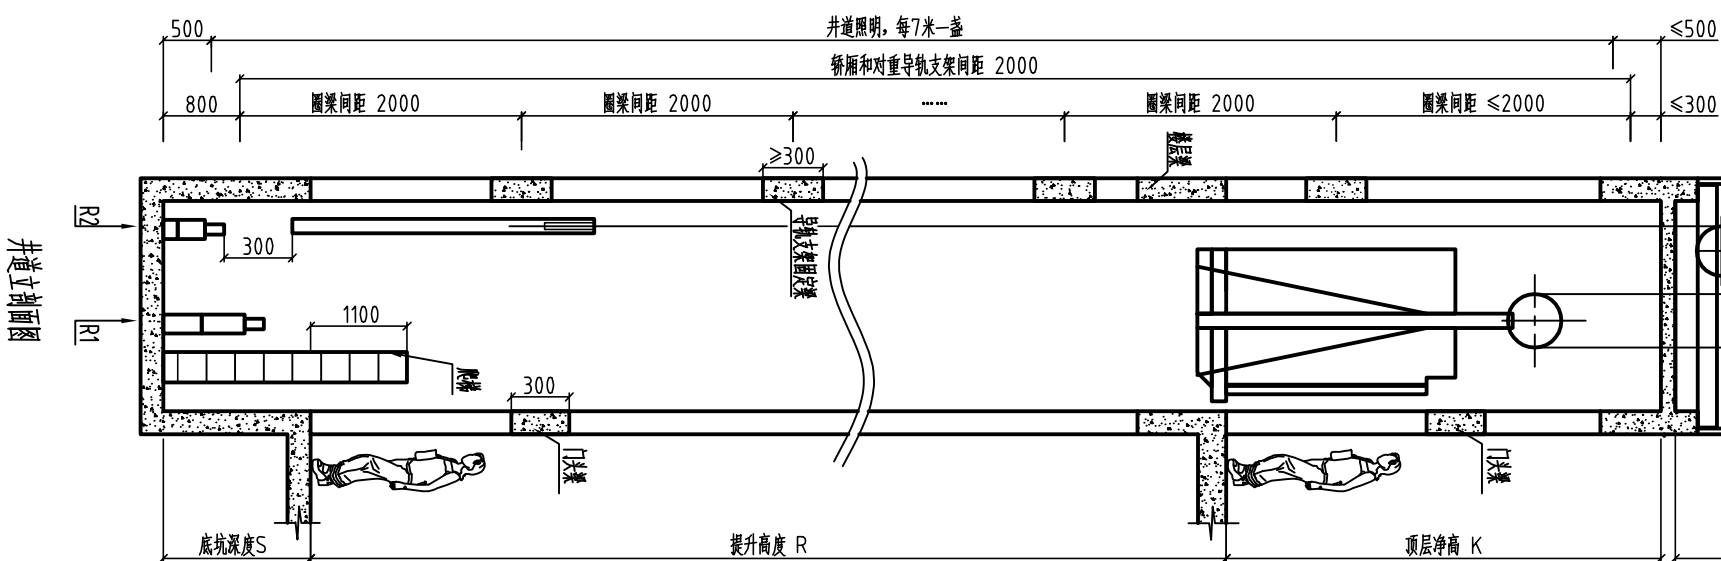 500
井道照明，每7米一盏
≤500
轿厢和对重导轨支架间距 2000
800
圈梁间距 2000
圈梁间距 2000
……
圈梁间距 2000
圈梁间距 ≤2000
≤300
≥300
楼层梁
R2
300
导轨支架固定梁
井道立剖面图
R1
1100
爬梯
300
门头梁
门头梁
底坑深度S
提升高度 R
顶层净高 K